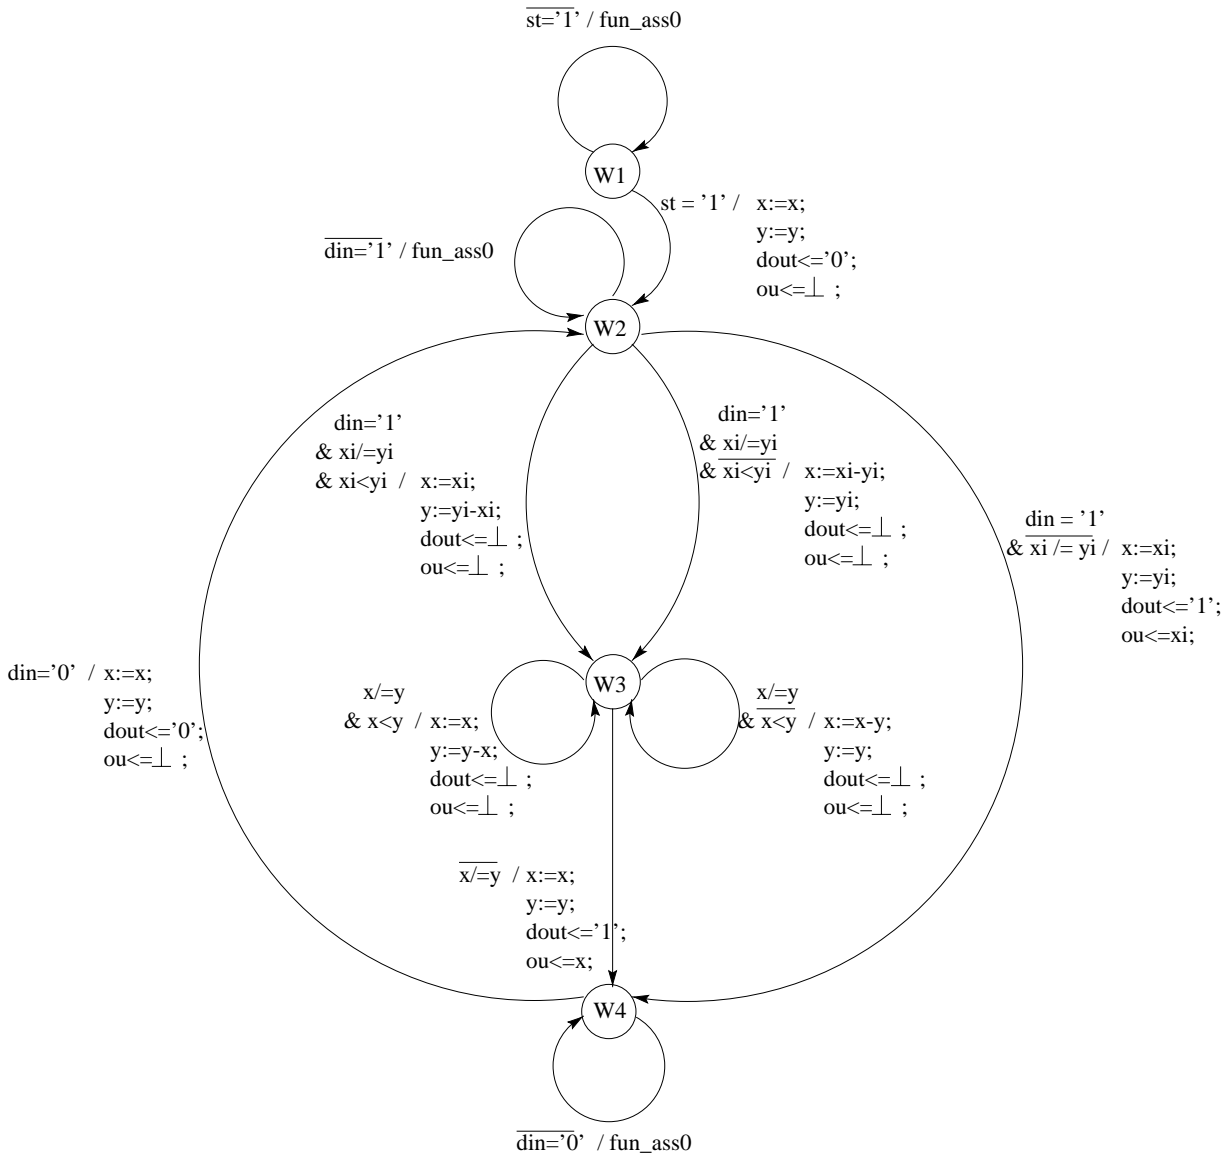 st='1' / fun_ass0
W1
st = '1' / x:=x;
y:=y;
dout<='0';
ou<=⊥ ;
din='1' / fun_ass0
W2
din='1'
& xi/=yi
& xi<yi / x:=xi;
y:=yi-xi;
dout<=⊥ ;
ou<=⊥ ;
din='1'
& xi/=yi
& xi<yi / x:=xi-yi;
y:=yi;
dout<=⊥ ;
ou<=⊥ ;
din = '1'
& xi /= yi / x:=xi;
y:=yi;
dout<='1';
ou<=xi;
din='0' / x:=x;
y:=y;
dout<='0';
ou<=⊥ ;
W3
x/=y
& x<y / x:=x;
y:=y-x;
dout<=⊥ ;
ou<=⊥ ;
x/=y
& x<y / x:=x-y;
y:=y;
dout<=⊥ ;
ou<=⊥ ;
x/=y / x:=x;
y:=y;
dout<='1';
ou<=x;
W4
din='0' / fun_ass0